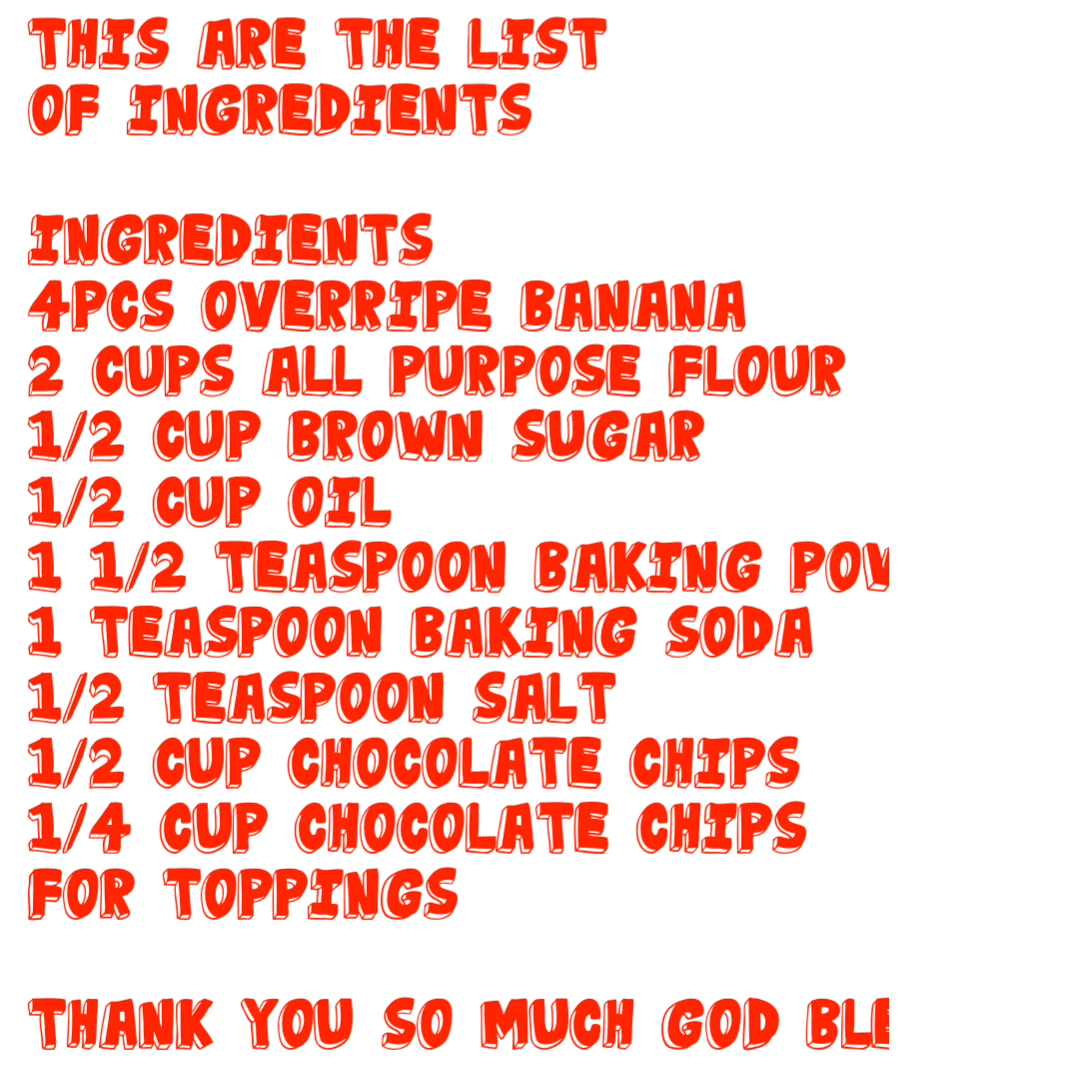 THIS ARE THE LIST
OF INGREDIENTS
INGREDIENTS
4PCS OVERRIPE BANANA
2 CUPS ALL PURPOSE FLOUR
1/2 CUP BROWN SUGAR
1/2 CUP OIL
1 1/2 TEASPOON BAKING
1 TEASPOON BAKING SODA
1/2 TEASPOON SALT
1/2 CUP CHOCOLATE CHIPS
1/4 CUP CHOCOLATE CHIPS
FOR TOPPINGS
THANK YOU SO MUCH GOD